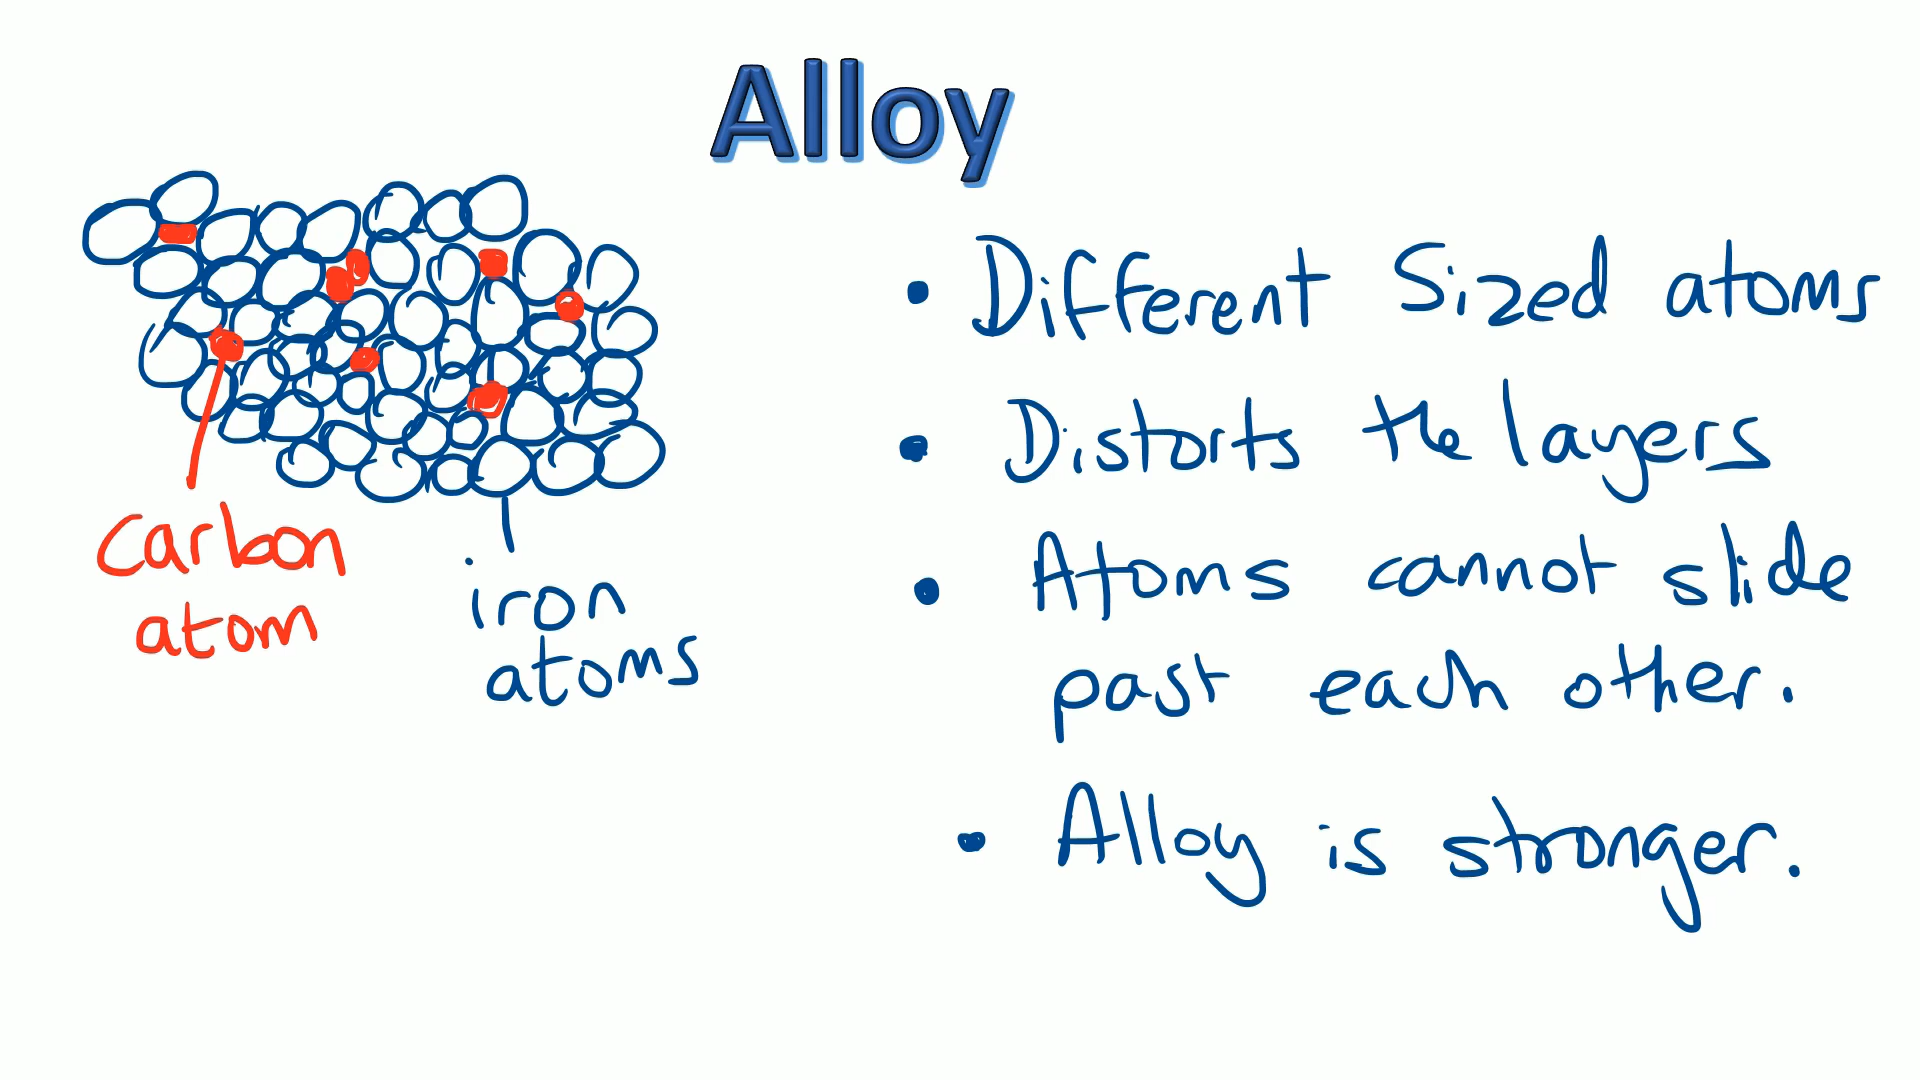 Alloy
• Different Sized atoms
• Distorts the layers
• Atoms cannot slide
past each other.
• Alloy is stronger.
carbon
atom
iron
atoms